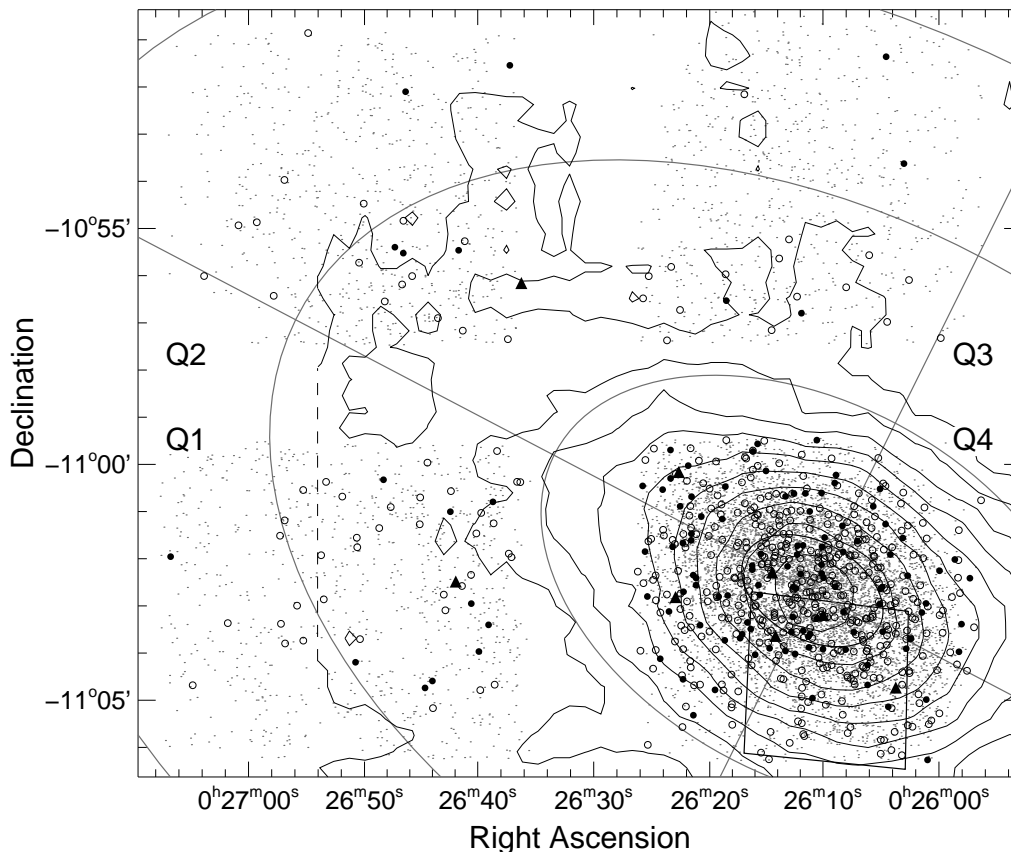 −10°55'
Q2 Q3
Q1 Q4
−11°00'
−11°05'
Declination
0ʰ27ᵐ00ˢ 26ᵐ50ˢ 26ᵐ40ˢ 26ᵐ30ˢ 26ᵐ20ˢ 26ᵐ10ˢ 0ʰ26ᵐ00ˢ
Right Ascension